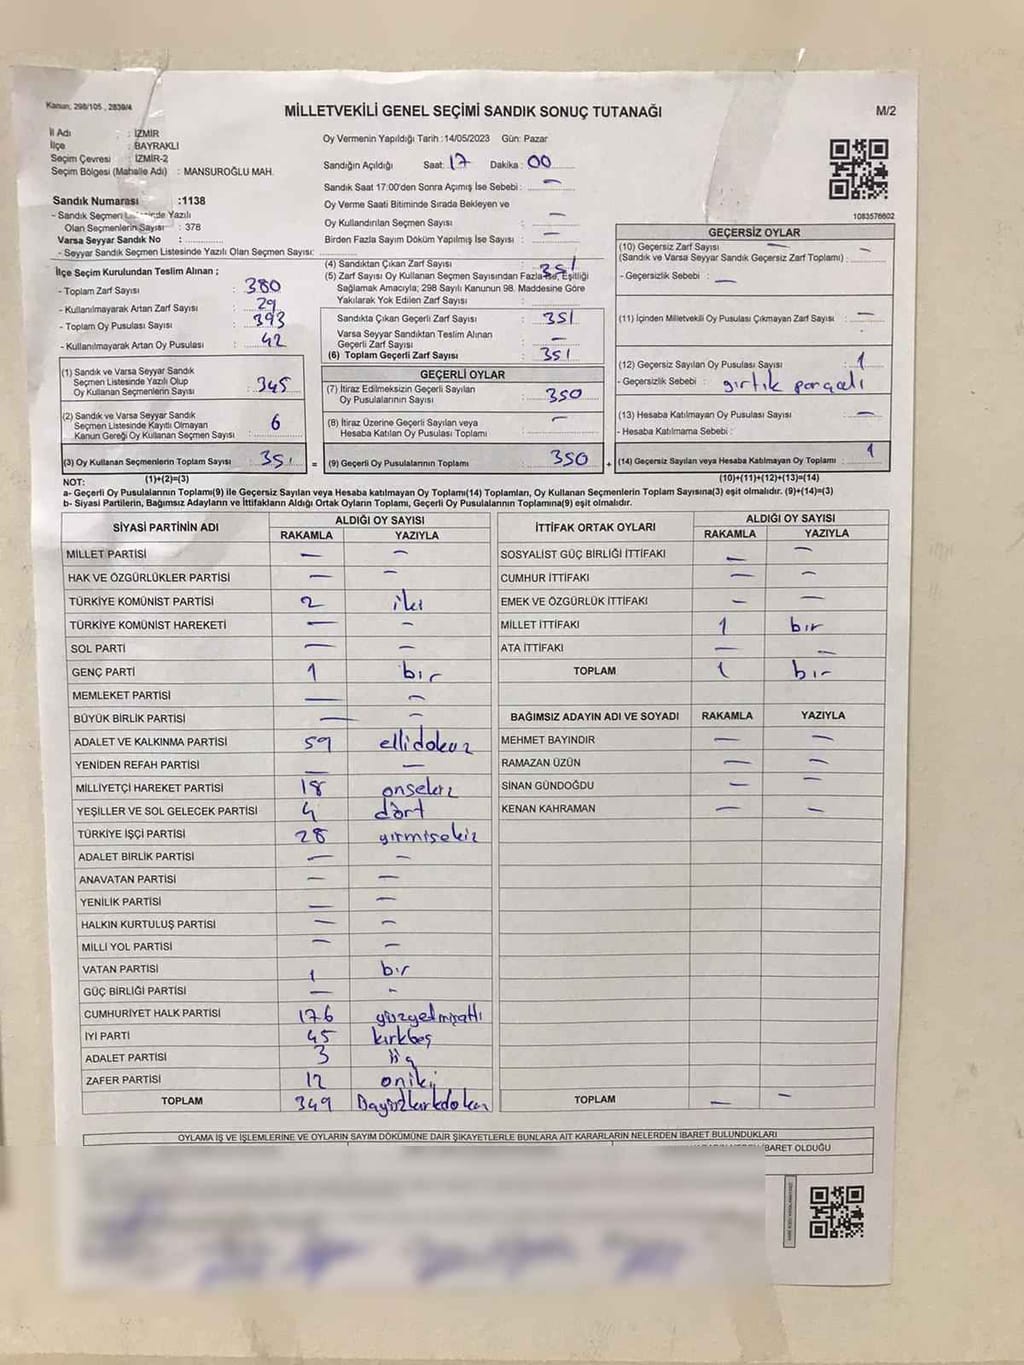 Kanun, 298/105 , 2839/4
MİLLETVEKİLİ GENEL SEÇİMİ SANDIK SONUÇ TUTANAĞI
M/2
İl Adı : İZMİR
İlçe : BAYRAKLI
Seçim Çevresi : İZMİR-2
Seçim Bölgesi (Mahalle Adı) : MANSUROĞLU MAH.
Oy Vermenin Yapıldığı Tarih :14/05/2023 Gün: Pazar
Sandığın Açıldığı Saat: 17 Dakika: 00
Sandık Saat 17:00'den Sonra Açımış İse Sebebi : —
Oy Verme Saati Bitiminde Sırada Bekleyen ve
Oy Kullandırılan Seçmen Sayısı : —
Birden Fazla Sayım Döküm Yapılmış İse Sayısı : —
1083576602
Sandık Numarası :1138
- Sandık Seçmen Listesinde Yazılı
Olan Seçmenlerin Sayısı : 378
Varsa Seyyar Sandık No :
- Seyyar Sandık Seçmen Listesinde Yazılı Olan Seçmen Sayısı:
İlçe Seçim Kurulundan Teslim Alınan ;
- Toplam Zarf Sayısı : 380
- Kullanılmayarak Artan Zarf Sayısı : 29
- Toplam Oy Pusulası Sayısı : 393
- Kullanılmayarak Artan Oy Pusulası : 42
(1) Sandık ve Varsa Seyyar Sandık
Seçmen Listesinde Yazılı Olup
Oy Kullanan Seçmenlerin Sayısı : 345
(2) Sandık ve Varsa Seyyar Sandık
Seçmen Listesinde Kayıtlı Olmayan
Kanun Gereği Oy Kullanan Seçmen Sayısı : 6
(3) Oy Kullanan Seçmenlerin Toplam Sayısı : 351
(1)+(2)=(3)
(4) Sandıktan Çıkan Zarf Sayısı : 351
(5) Zarf Sayısı Oy Kullanan Seçmen Sayısından Fazla ise, Eşitliği
Sağlamak Amacıyla; 298 Sayılı Kanunun 98. Maddesine Göre
Yakılarak Yok Edilen Zarf Sayısı :
Sandıkta Çıkan Geçerli Zarf Sayısı : 351
Varsa Seyyar Sandıktan Teslim Alınan
Geçerli Zarf Sayısı : —
(6) Toplam Geçerli Zarf Sayısı : 351
GEÇERLİ OYLAR
(7) İtiraz Edilmeksizin Geçerli Sayılan
Oy Pusulalarının Sayısı : 350
(8) İtiraz Üzerine Geçerli Sayılan veya
Hesaba Katılan Oy Pusulası Toplamı : —
= (9) Geçerli Oy Pusulalarının Toplamı : 350
GEÇERSİZ OYLAR
(10) Geçersiz Zarf Sayısı —
(Sandık ve Varsa Seyyar Sandık Geçersiz Zarf Toplamı) : —
- Geçersizlik Sebebi : —
(11) İçinden Milletvekili Oy Pusulası Çıkmayan Zarf Sayısı : —
(12) Geçersiz Sayılan Oy Pusulası Sayısı : 1
- Geçersizlik Sebebi : yırtık parçalı
(13) Hesaba Katılmayan Oy Pusulası Sayısı : —
- Hesaba Katılmama Sebebi :
+ (14) Geçersiz Sayılan veya Hesaba Katılmayan Oy Toplamı : 1
(10)+(11)+(12)+(13)=(14)
NOT:
a- Geçerli Oy Pusulalarının Toplamı(9) ile Geçersiz Sayılan veya Hesaba katılmayan Oy Toplamı(14) Toplamları, Oy Kullanan Seçmenlerin Toplam Sayısına(3) eşit olmalıdır. (9)+(14)=(3)
b- Siyasi Partilerin, Bağımsız Adayların ve İttifakların Aldığı Ortak Oyların Toplamı, Geçerli Oy Pusulalarının Toplamına(9) eşit olmalıdır.
SİYASİ PARTİNİN ADI ALDIĞI OY SAYISI
RAKAMLA YAZIYLA
MİLLET PARTİSİ — —
HAK VE ÖZGÜRLÜKLER PARTİSİ — —
TÜRKİYE KOMÜNİST PARTİSİ 2 iki
TÜRKİYE KOMÜNİST HAREKETİ — —
SOL PARTİ — —
GENÇ PARTİ 1 bir
MEMLEKET PARTİSİ — —
BÜYÜK BİRLİK PARTİSİ — —
ADALET VE KALKINMA PARTİSİ 59 ellidokuz
YENİDEN REFAH PARTİSİ — —
MİLLİYETÇİ HAREKET PARTİSİ 18 onsekiz
YEŞİLLER VE SOL GELECEK PARTİSİ 4 dört
TÜRKİYE İŞÇİ PARTİSİ 28 yirmisekiz
ADALET BİRLİK PARTİSİ — —
ANAVATAN PARTİSİ — —
YENİLİK PARTİSİ — —
HALKIN KURTULUŞ PARTİSİ — —
MİLLİ YOL PARTİSİ — —
VATAN PARTİSİ 1 bir
GÜÇ BİRLİĞİ PARTİSİ — —
CUMHURİYET HALK PARTİSİ 176 yüzyetmişaltı
İYİ PARTİ 45 kırkbeş
ADALET PARTİSİ 3 üç
ZAFER PARTİSİ 12 oniki
TOPLAM 349 üçyüzkırkdokuz
İTTİFAK ORTAK OYLARI ALDIĞI OY SAYISI
RAKAMLA YAZIYLA
SOSYALİST GÜÇ BİRLİĞİ İTTİFAKI — —
CUMHUR İTTİFAKI — —
EMEK VE ÖZGÜRLÜK İTTİFAKI — —
MİLLET İTTİFAKI 1 bir
ATA İTTİFAKI — —
TOPLAM 1 bir
BAĞIMSIZ ADAYIN ADI VE SOYADI RAKAMLA YAZIYLA
MEHMET BAYINDIR — —
RAMAZAN ÜZÜN — —
SİNAN GÜNDOĞDU — —
KENAN KAHRAMAN — —
TOPLAM — —
OYLAMA İŞ VE İŞLEMLERİNE VE OYLARIN SAYIM DÖKÜMÜNE DAİR ŞİKAYETLERLE BUNLARA AİT KARARLARIN NELERDEN İBARET BULUNDUKLARI
İBARET OLDUĞU